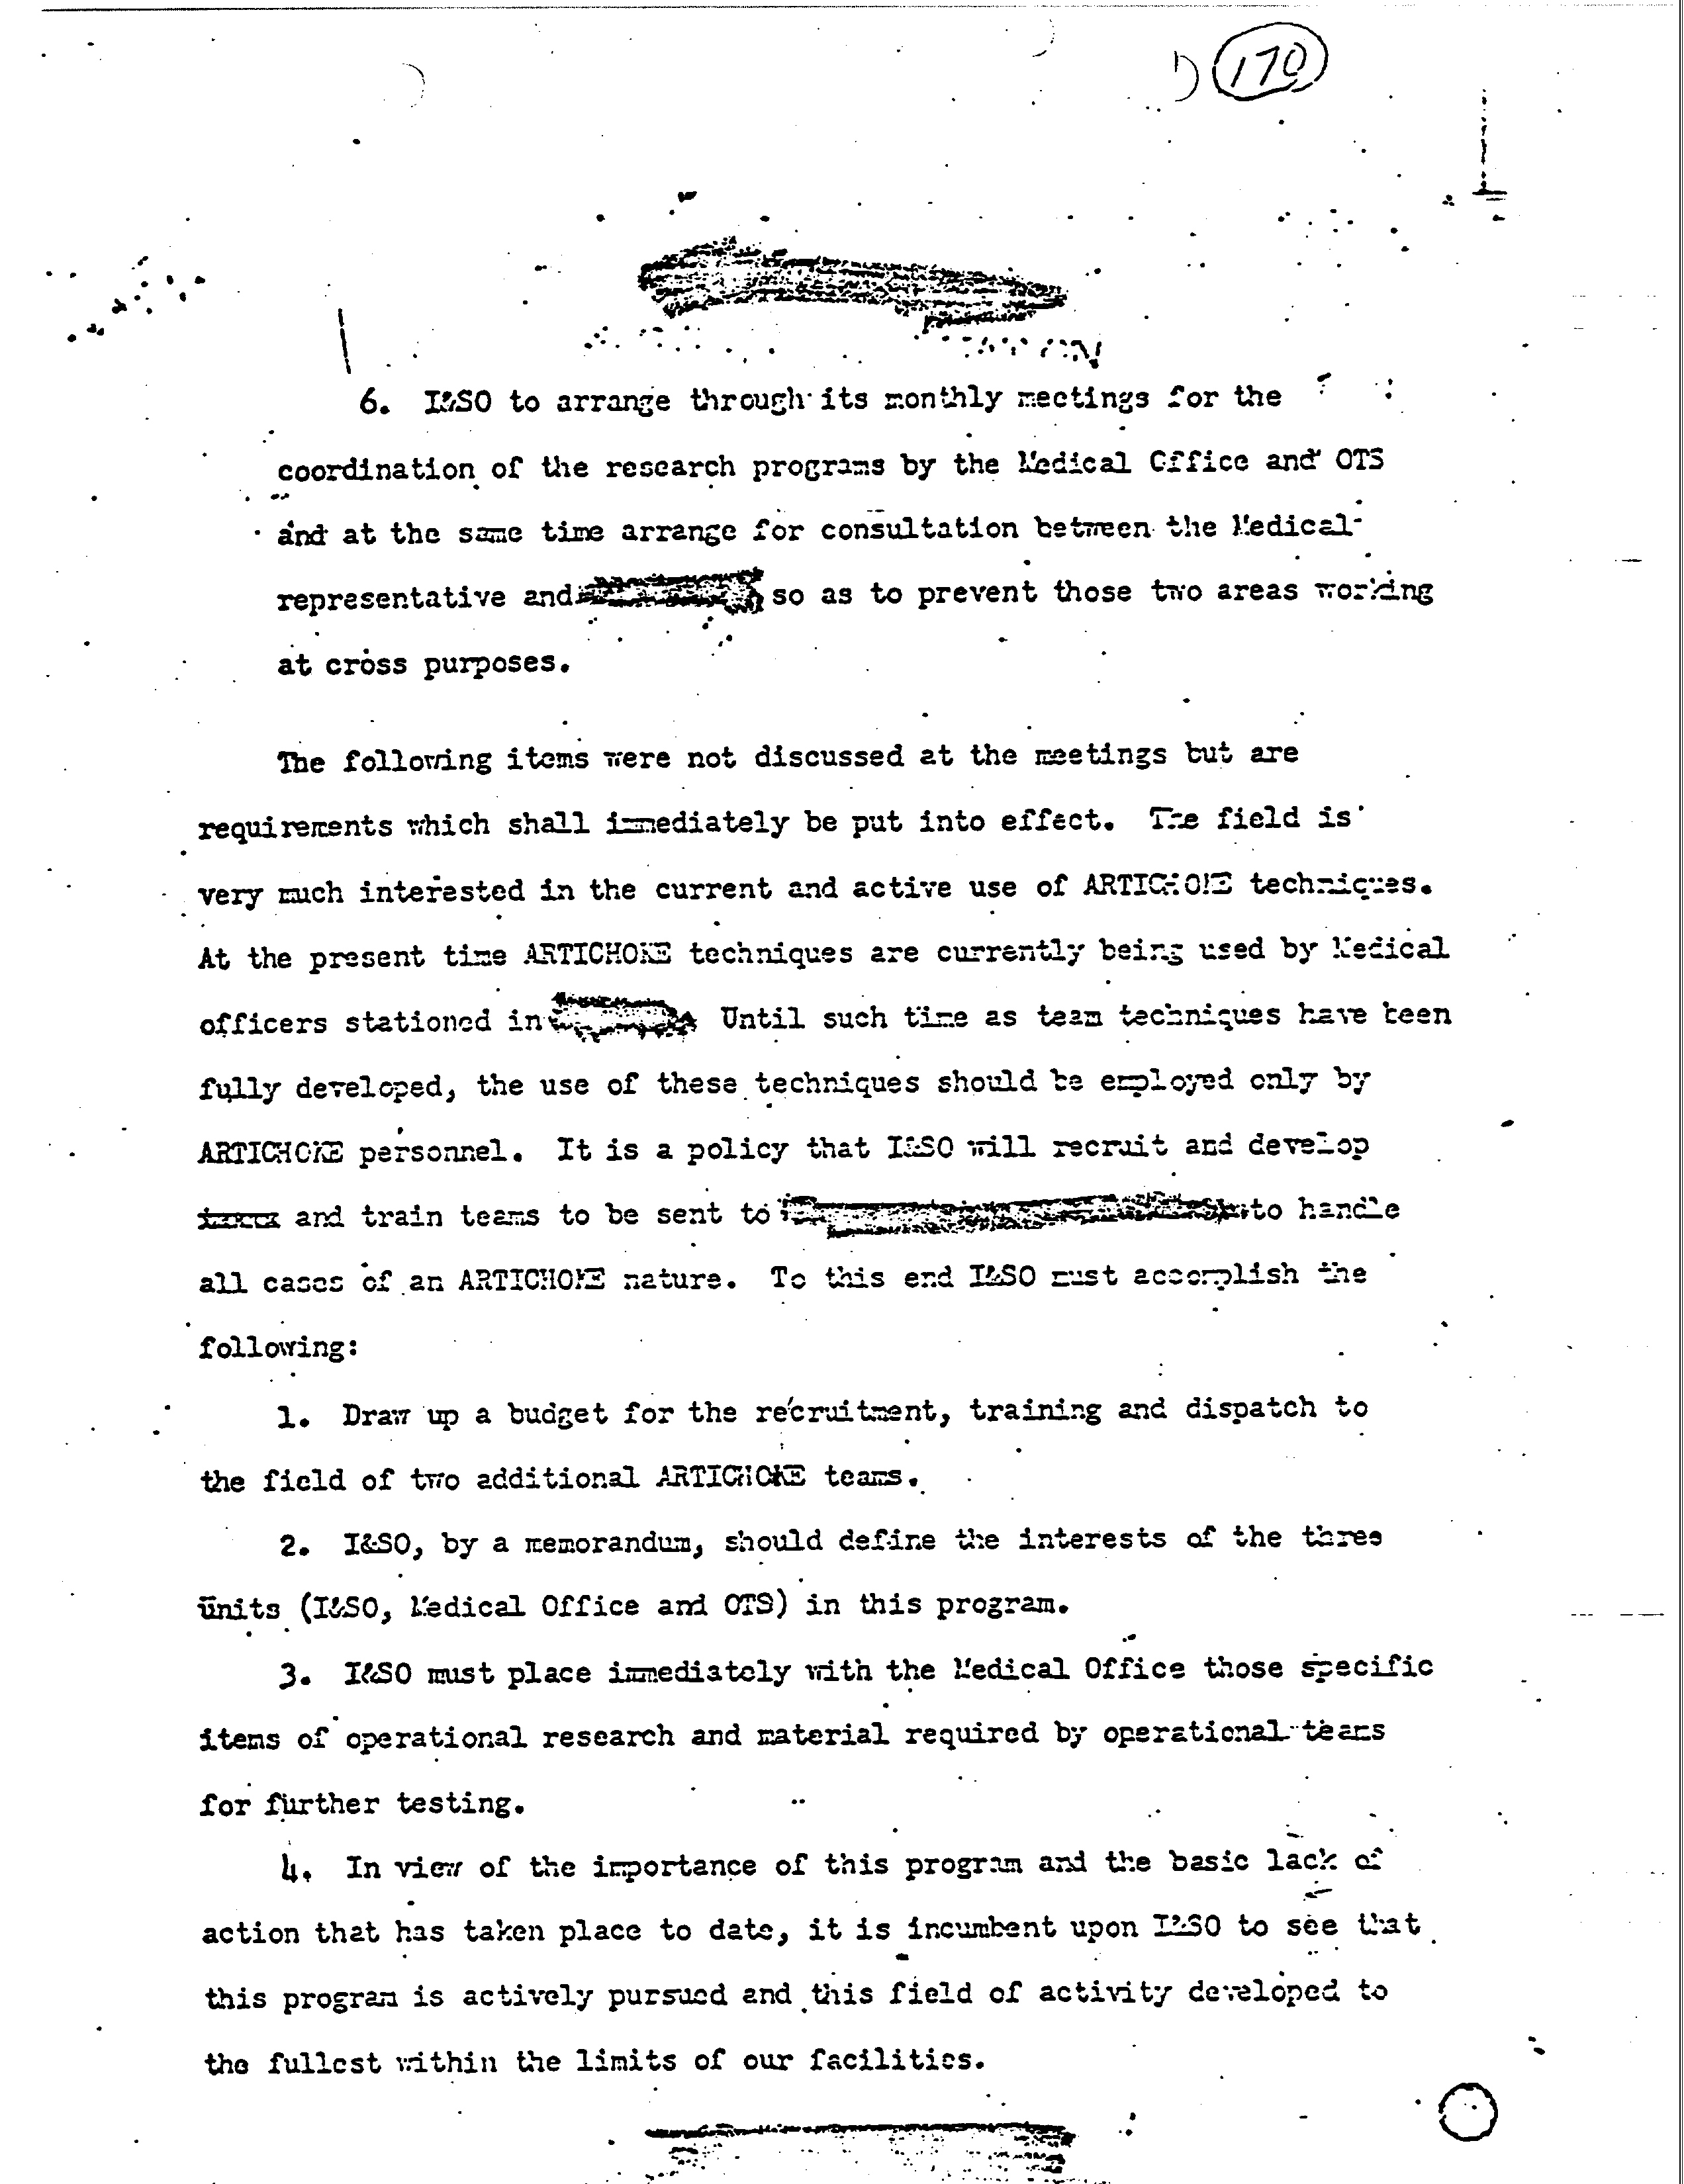 170
6. I&SO to arrange through its monthly meetings for the
coordination of the research programs by the Medical Office and OTS
and at the same time arrange for consultation between the Medical
representative and so as to prevent those two areas working
at cross purposes.
The following items were not discussed at the meetings but are
requirements which shall immediately be put into effect. The field is
very much interested in the current and active use of ARTICHOKE techniques.
At the present time ARTICHOKE techniques are currently being used by Medical
officers stationed in Until such time as team techniques have been
fully developed, the use of these techniques should be employed only by
ARTICHOKE personnel. It is a policy that I&SO will recruit and develop
and train teams to be sent to to handle
all cases of an ARTICHOKE nature. To this end I&SO must accomplish the
following:
1. Draw up a budget for the recruitment, training and dispatch to
the field of two additional ARTICHOKE teams.
2. I&SO, by a memorandum, should define the interests of the three
units (I&SO, Medical Office and OTS) in this program.
3. I&SO must place immediately with the Medical Office those specific
items of operational research and material required by operational teams
for further testing.
4. In view of the importance of this program and the basic lack of
action that has taken place to date, it is incumbent upon I&SO to see that
this program is actively pursued and this field of activity developed to
the fullest within the limits of our facilities.